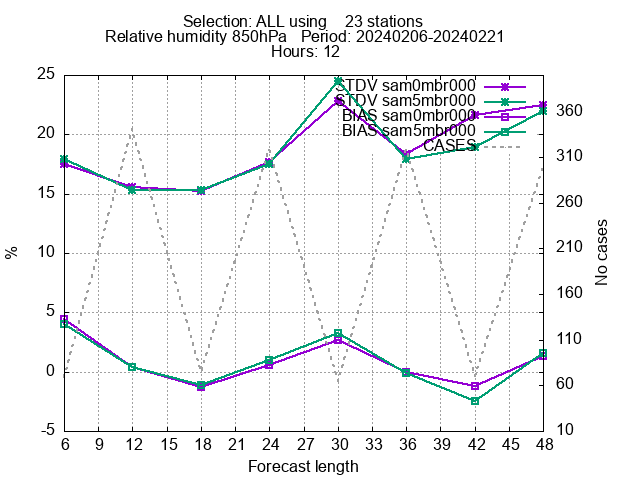 Selection: ALL using    23 stations
Relative humidity 850hPa   Period: 20240206-20240221
Hours: 12
STDV sam0mbr000
STDV sam5mbr000
BIAS sam0mbr000
BIAS sam5mbr000
CASES
25
20
15
10
5
0
-5
%
360
310
260
210
160
110
60
10
No cases
6 9 12 15 18 21 24 27 30 33 36 39 42 45 48
Forecast length